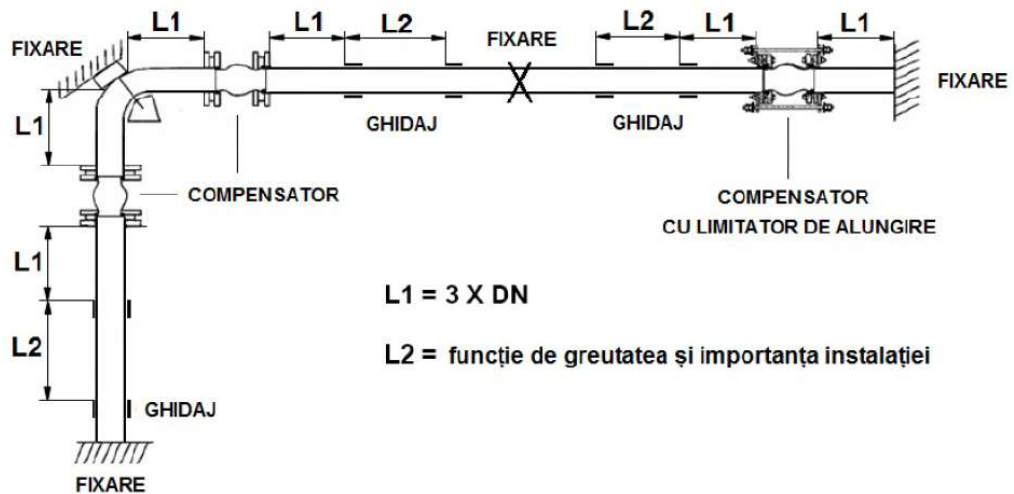 L1
L1
L2
FIXARE
L2
L1
L1
FIXARE
FIXARE
L1
GHIDAJ
GHIDAJ
COMPENSATOR
COMPENSATOR
CU LIMITATOR DE ALUNGIRE
L1
L1 = 3 X DN
L2
L2 = funcție de greutatea și importanța instalației
GHIDAJ
FIXARE